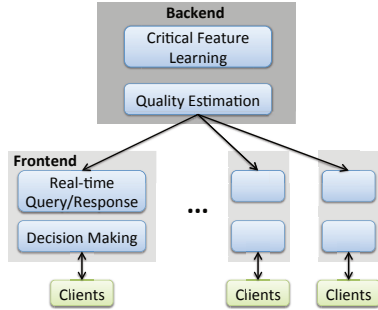 Backend
Critical Feature
Learning
Quality Estimation
Frontend
Real-time
Query/Response
Decision Making
...
Clients
Clients
Clients